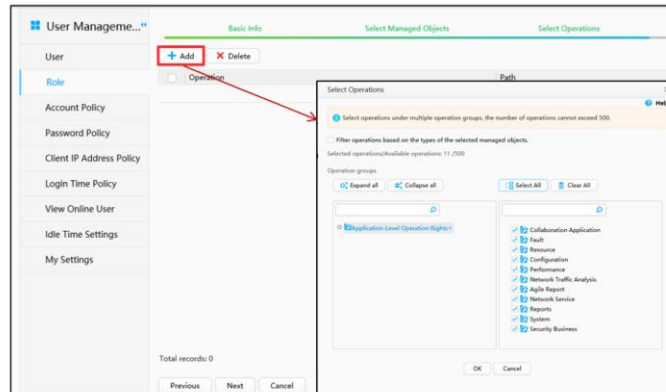 User Manageme...
Basic Info
Select Managed Objects
Select Operations
User
Role
Account Policy
Password Policy
Client IP Address Policy
Login Time Policy
View Online User
Idle Time Settings
My Settings
Add
Delete
Operation
Path
Select Operations
Help
Select operations under multiple operation groups, the number of operations cannot exceed 500.
Filter operations based on the types of the selected managed objects.
Selected operations/Available operations: 11 /500
Operation groups
Expand all
Collapse all
Select All
Clear All
Application-Level Operation Rights
Collaboration Application
Fault
Resource
Configuration
Performance
Network Traffic Analysis
Agile Report
Network Service
Reports
System
Security Business
OK
Cancel
Total records: 0
Previous
Next
Cancel